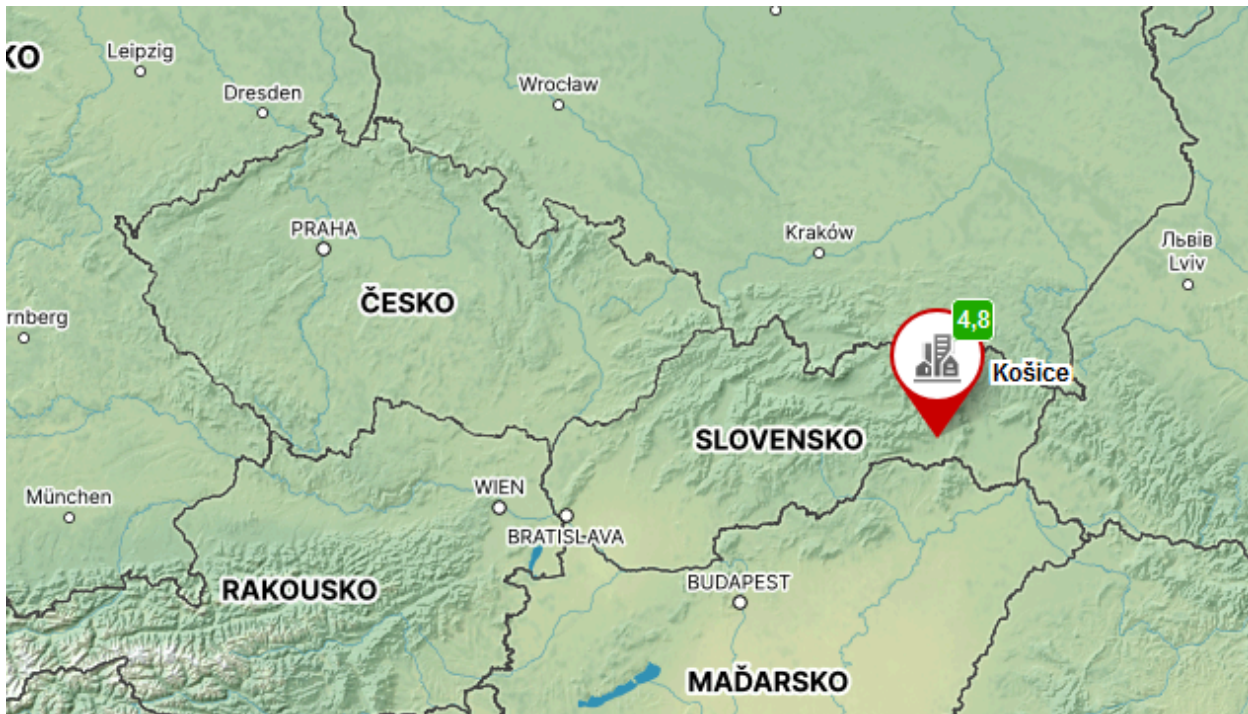 KO
Leipzig
Dresden
Wrocław
PRAHA
Kraków
Львів
Lviv
ČESKO
rnberg
4,8
Košice
SLOVENSKO
München
WIEN
BRATISLAVA
RAKOUSKO
BUDAPEST
MAĎARSKO